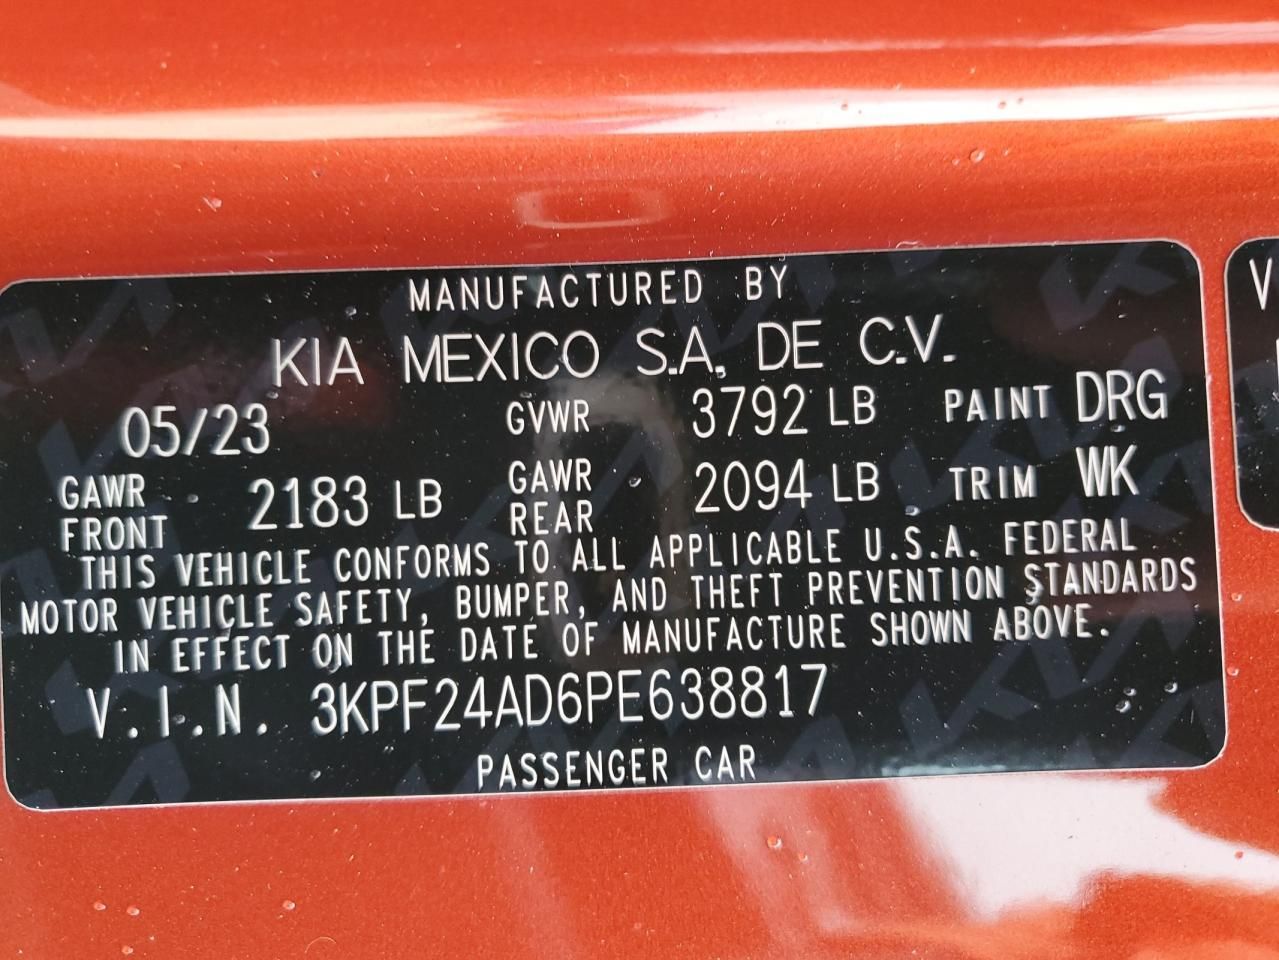 MANUFACTURED BY
KIA MEXICO S.A. DE C.V.
05/23 GVWR 3792 LB PAINT DRG
GAWR FRONT 2183 LB GAWR REAR 2094 LB TRIM WK
THIS VEHICLE CONFORMS TO ALL APPLICABLE U.S.A. FEDERAL
MOTOR VEHICLE SAFETY, BUMPER, AND THEFT PREVENTION STANDARDS
IN EFFECT ON THE DATE OF MANUFACTURE SHOWN ABOVE.
V.I.N. 3KPF24AD6PE638817
PASSENGER CAR